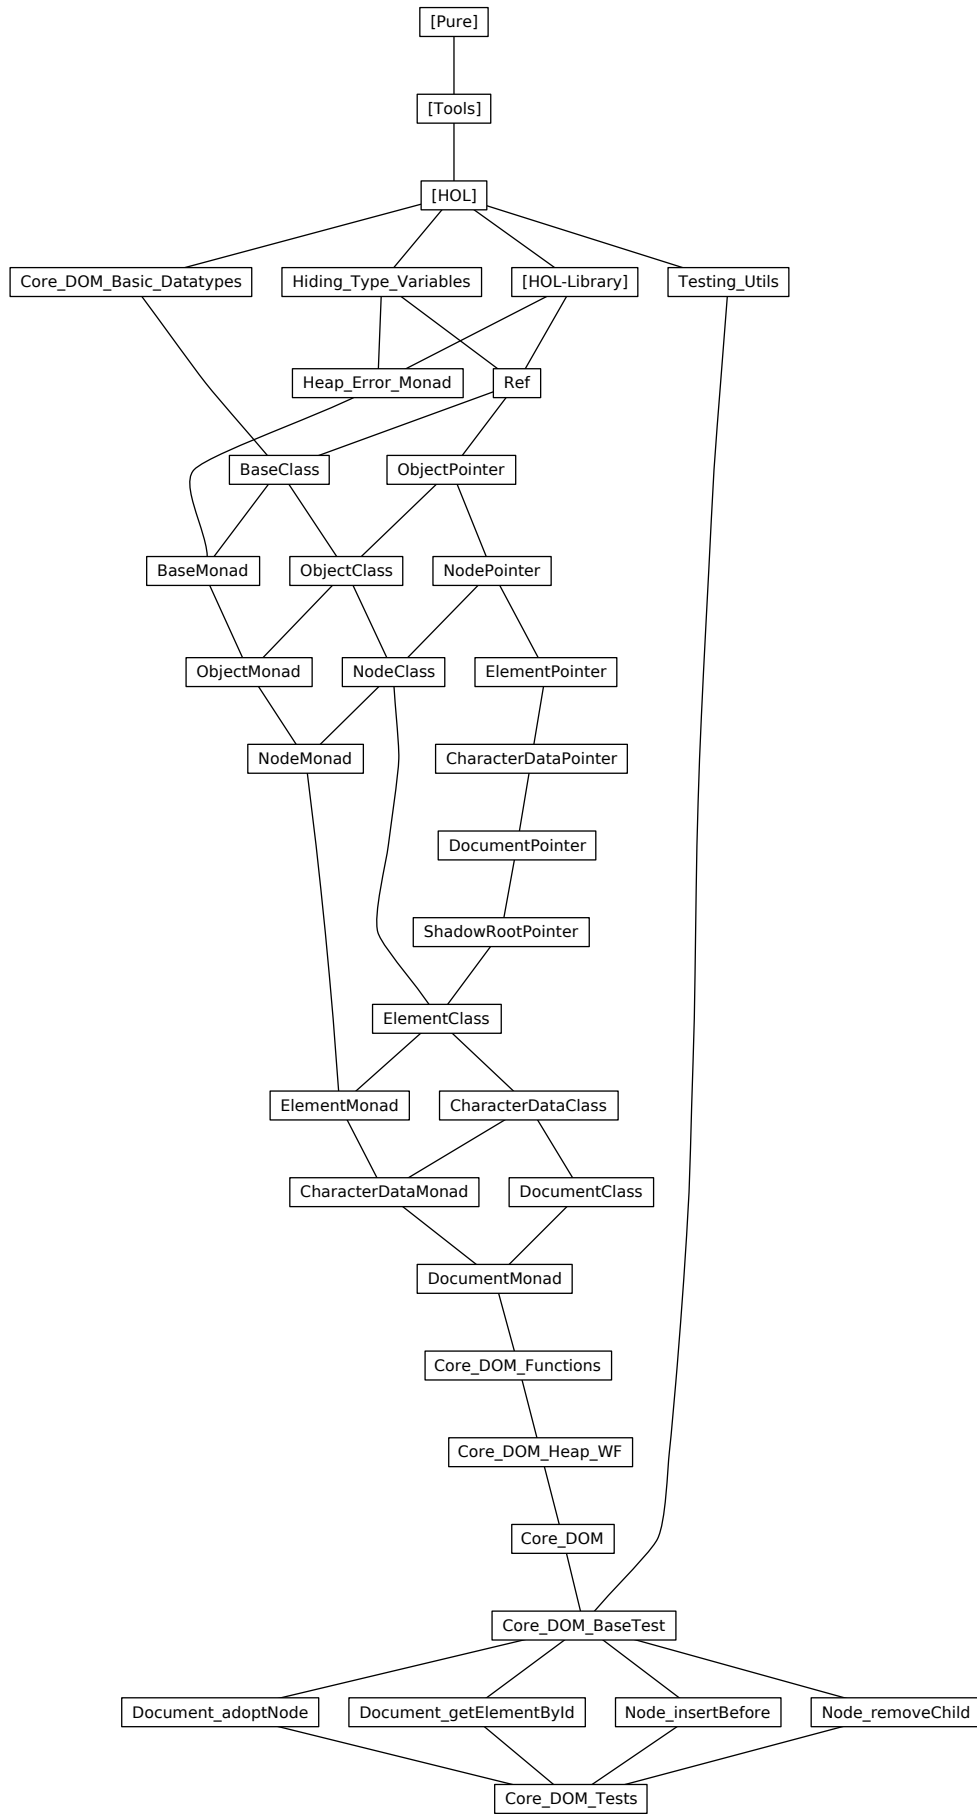 [Pure]
[Tools]
[HOL]
Core_DOM_Basic_Datatypes
Hiding_Type_Variables
[HOL-Library]
Testing_Utils
Heap_Error_Monad
Ref
BaseClass
ObjectPointer
BaseMonad
ObjectClass
NodePointer
ObjectMonad
NodeClass
ElementPointer
NodeMonad
CharacterDataPointer
DocumentPointer
ShadowRootPointer
ElementClass
ElementMonad
CharacterDataClass
CharacterDataMonad
DocumentClass
DocumentMonad
Core_DOM_Functions
Core_DOM_Heap_WF
Core_DOM
Core_DOM_BaseTest
Document_adoptNode
Document_getElementById
Node_insertBefore
Node_removeChild
Core_DOM_Tests